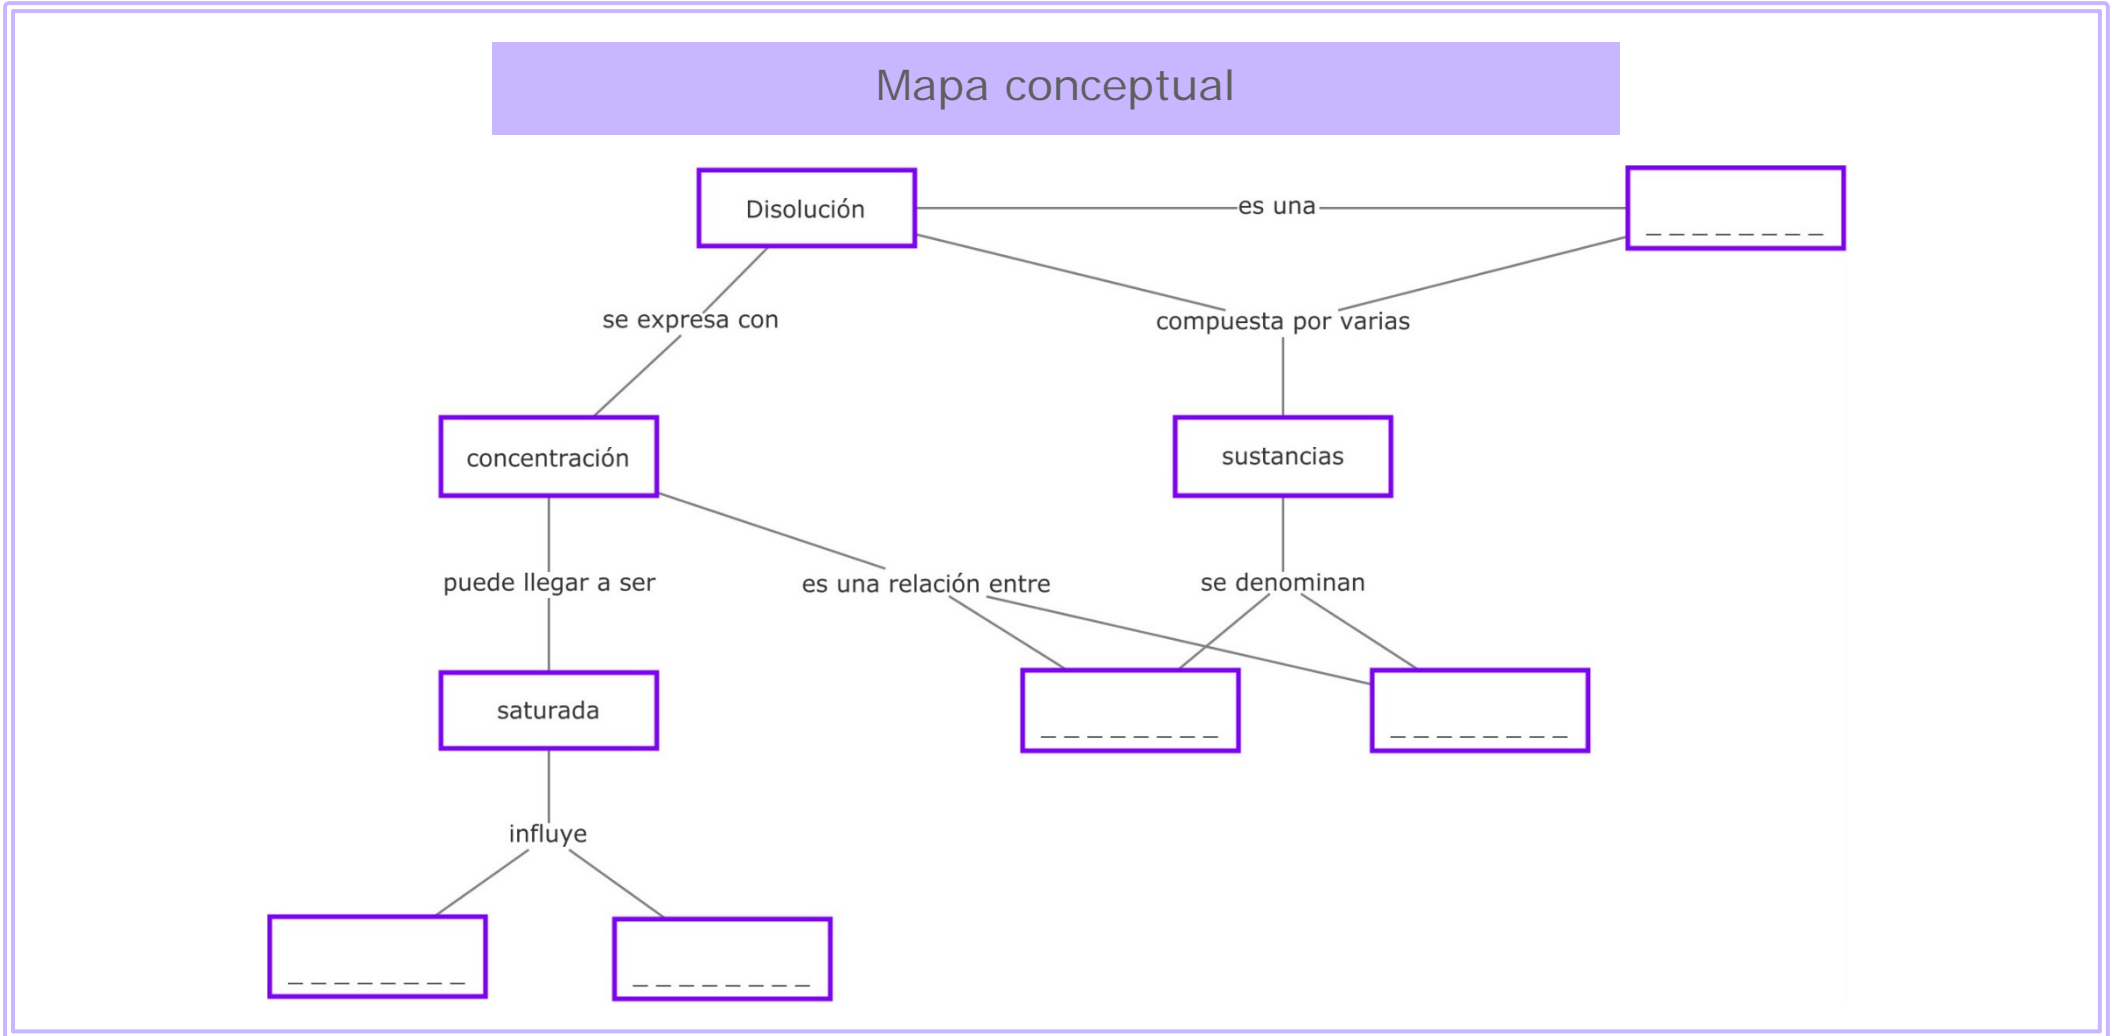 Mapa conceptual
Disolución
es una
_ _ _ _ _ _ _ _
se expresa con
compuesta por varias
concentración
sustancias
puede llegar a ser
es una relación entre
se denominan
saturada
_ _ _ _ _ _ _ _
_ _ _ _ _ _ _ _
influye
_ _ _ _ _ _ _ _
_ _ _ _ _ _ _ _